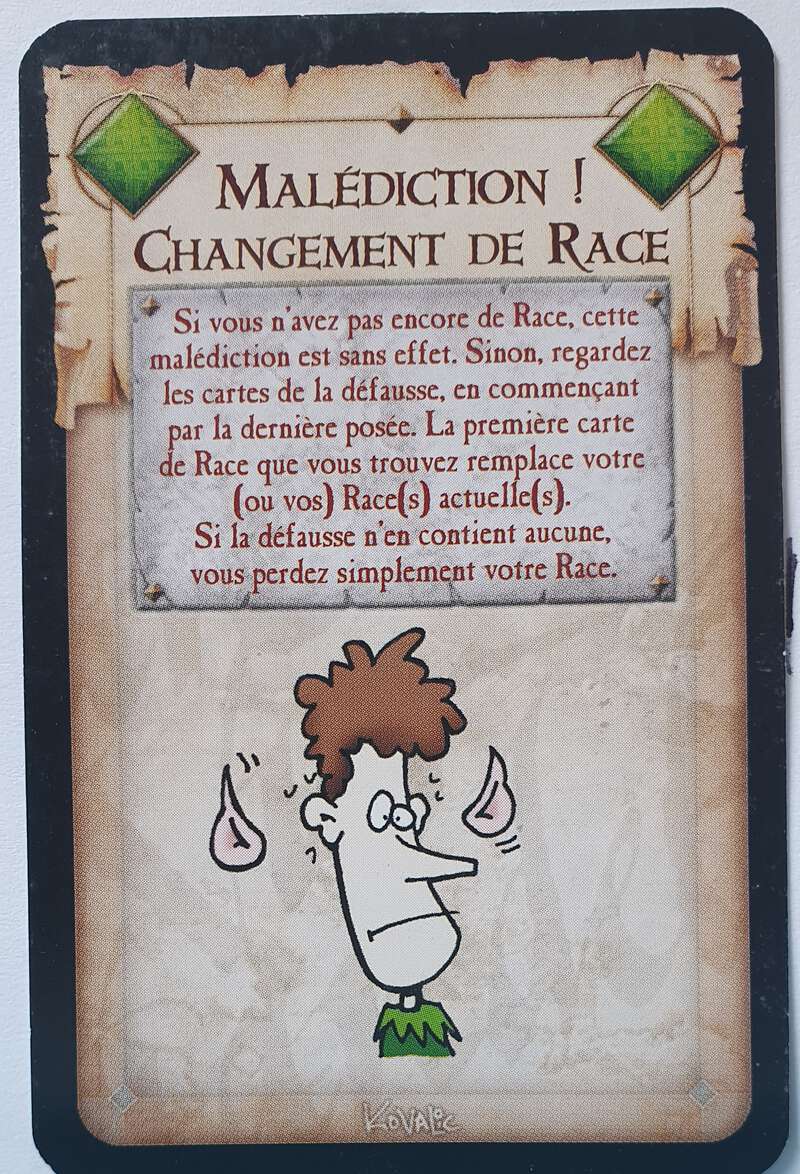 Malédiction !
Changement de Race
Si vous n'avez pas encore de Race, cette
malédiction est sans effet. Sinon, regardez
les cartes de la défausse, en commençant
par la dernière posée. La première carte
de Race que vous trouvez remplace votre
(ou vos) Race(s) actuelle(s).
Si la défausse n'en contient aucune,
vous perdez simplement votre Race.
Kovalic